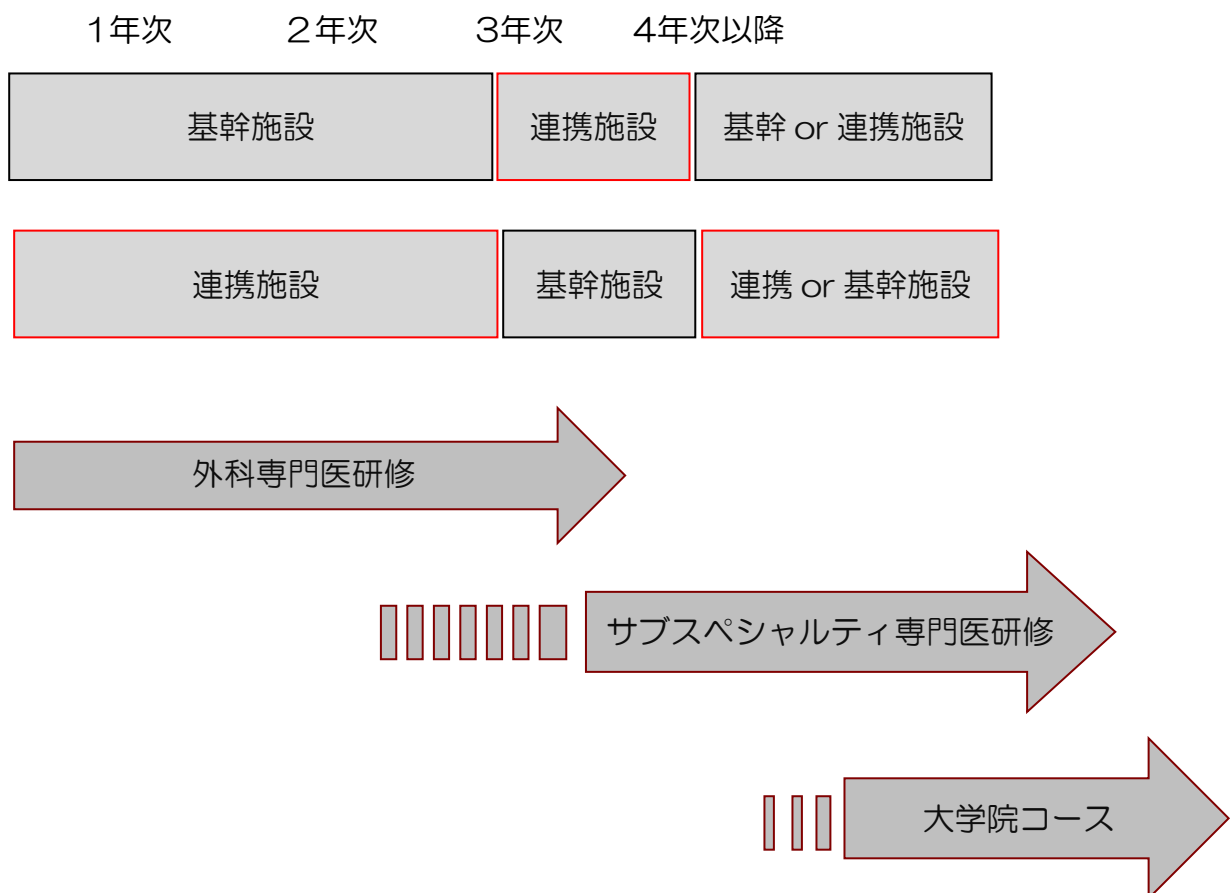 １年次 ２年次 ３年次 ４年次以降
基幹施設 連携施設 基幹 or 連携施設
連携施設 基幹施設 連携 or 基幹施設
外科専門医研修
サブスペシャルティ専門医研修
大学院コース